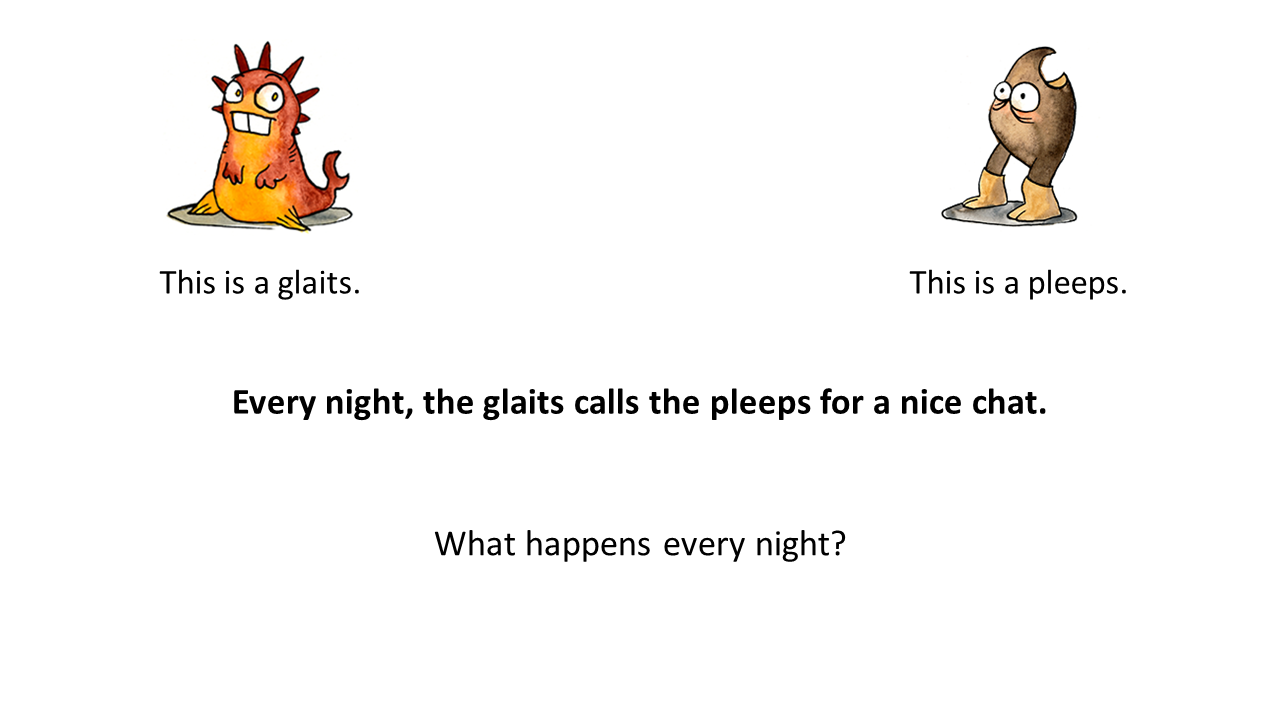 This is a glaits.
This is a pleeps.
Every night, the glaits calls the pleeps for a nice chat.
What happens every night?